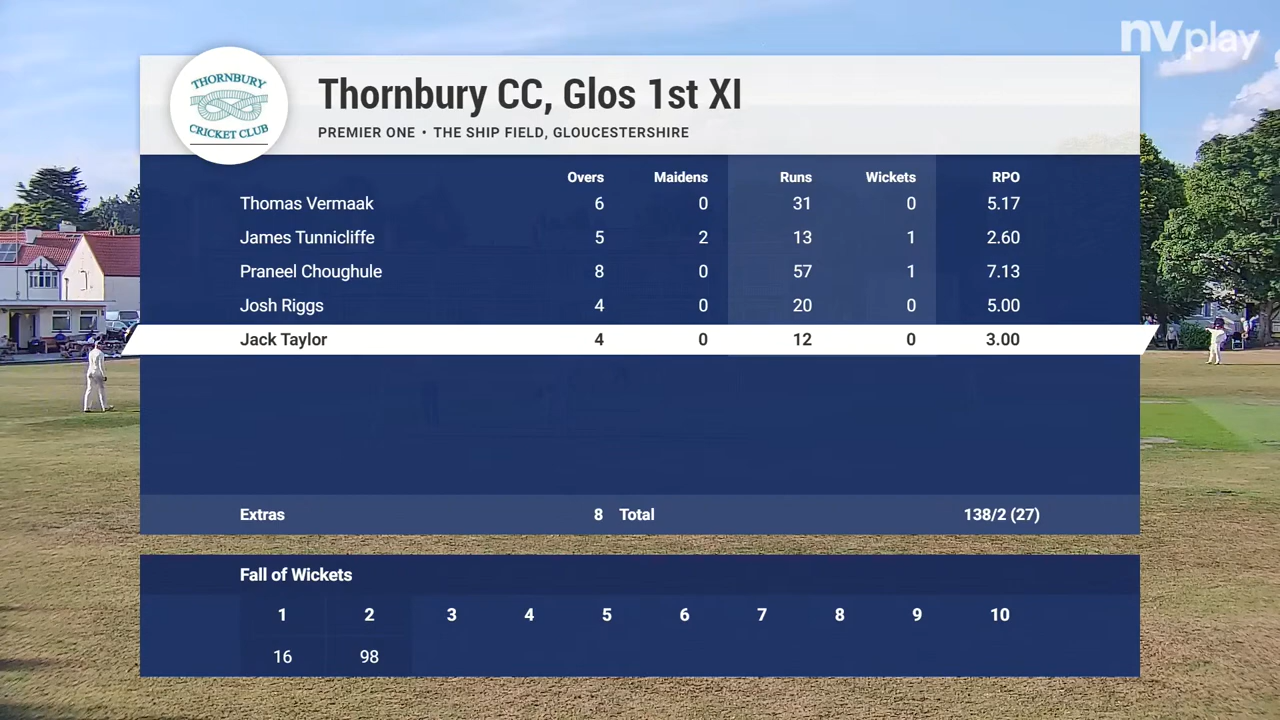 nvplay
THORNBURY
CRICKET CLUB
Thornbury CC, Glos 1st XI
PREMIER ONE • THE SHIP FIELD, GLOUCESTERSHIRE
Overs Maidens Runs Wickets RPO
Thomas Vermaak 6 0 31 0 5.17
James Tunnicliffe 5 2 13 1 2.60
Praneel Choughule 8 0 57 1 7.13
Josh Riggs 4 0 20 0 5.00
Jack Taylor 4 0 12 0 3.00
Extras 8 Total 138/2 (27)
Fall of Wickets
1 2 3 4 5 6 7 8 9 10
16 98